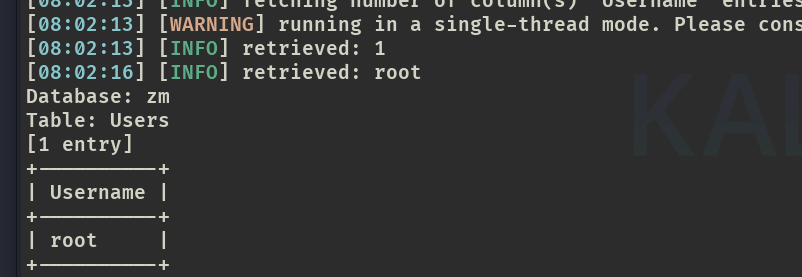 [08:02:13] [INFO] fetching number of column(s) 'Username' entries
[08:02:13] [WARNING] running in a single-thread mode. Please cons
[08:02:13] [INFO] retrieved: 1
[08:02:16] [INFO] retrieved: root
Database: zm
Table: Users
[1 entry]
+----------+
| Username |
+----------+
| root     |
+----------+
KAL